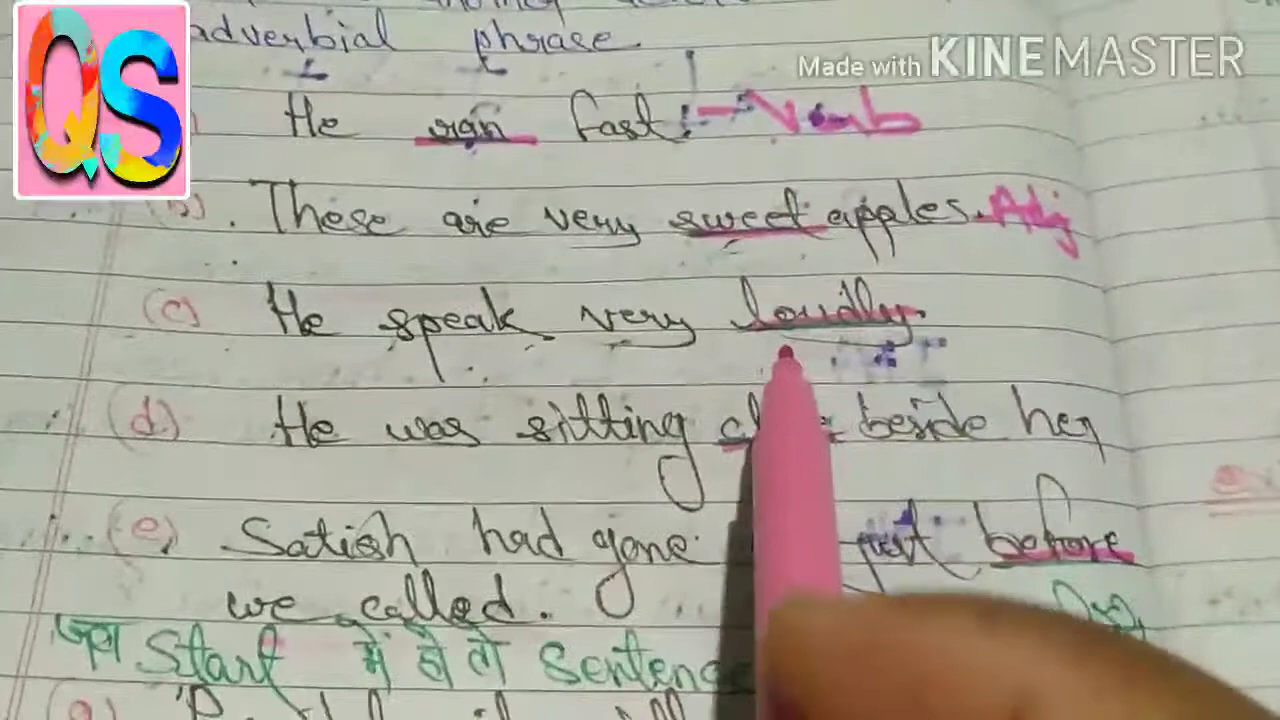 QS
Made with KINEMASTER
adverbial phrase.
He ran fast. - Verb
(b). These are very sweet apples. Adj
(c) He speak very loudly.
(d) He was sitting beside her
(e) Satish had gone just before
we called.
जब Start में हो तो Sentence
(g)